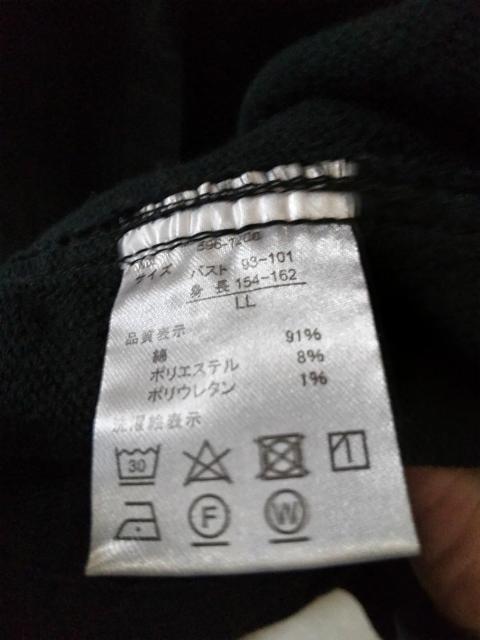 サイズ バスト 93-101
身長 154-162
LL
品質表示
綿 91%
ポリエステル 8%
ポリウレタン 1%
洗濯絵表示
30
F W